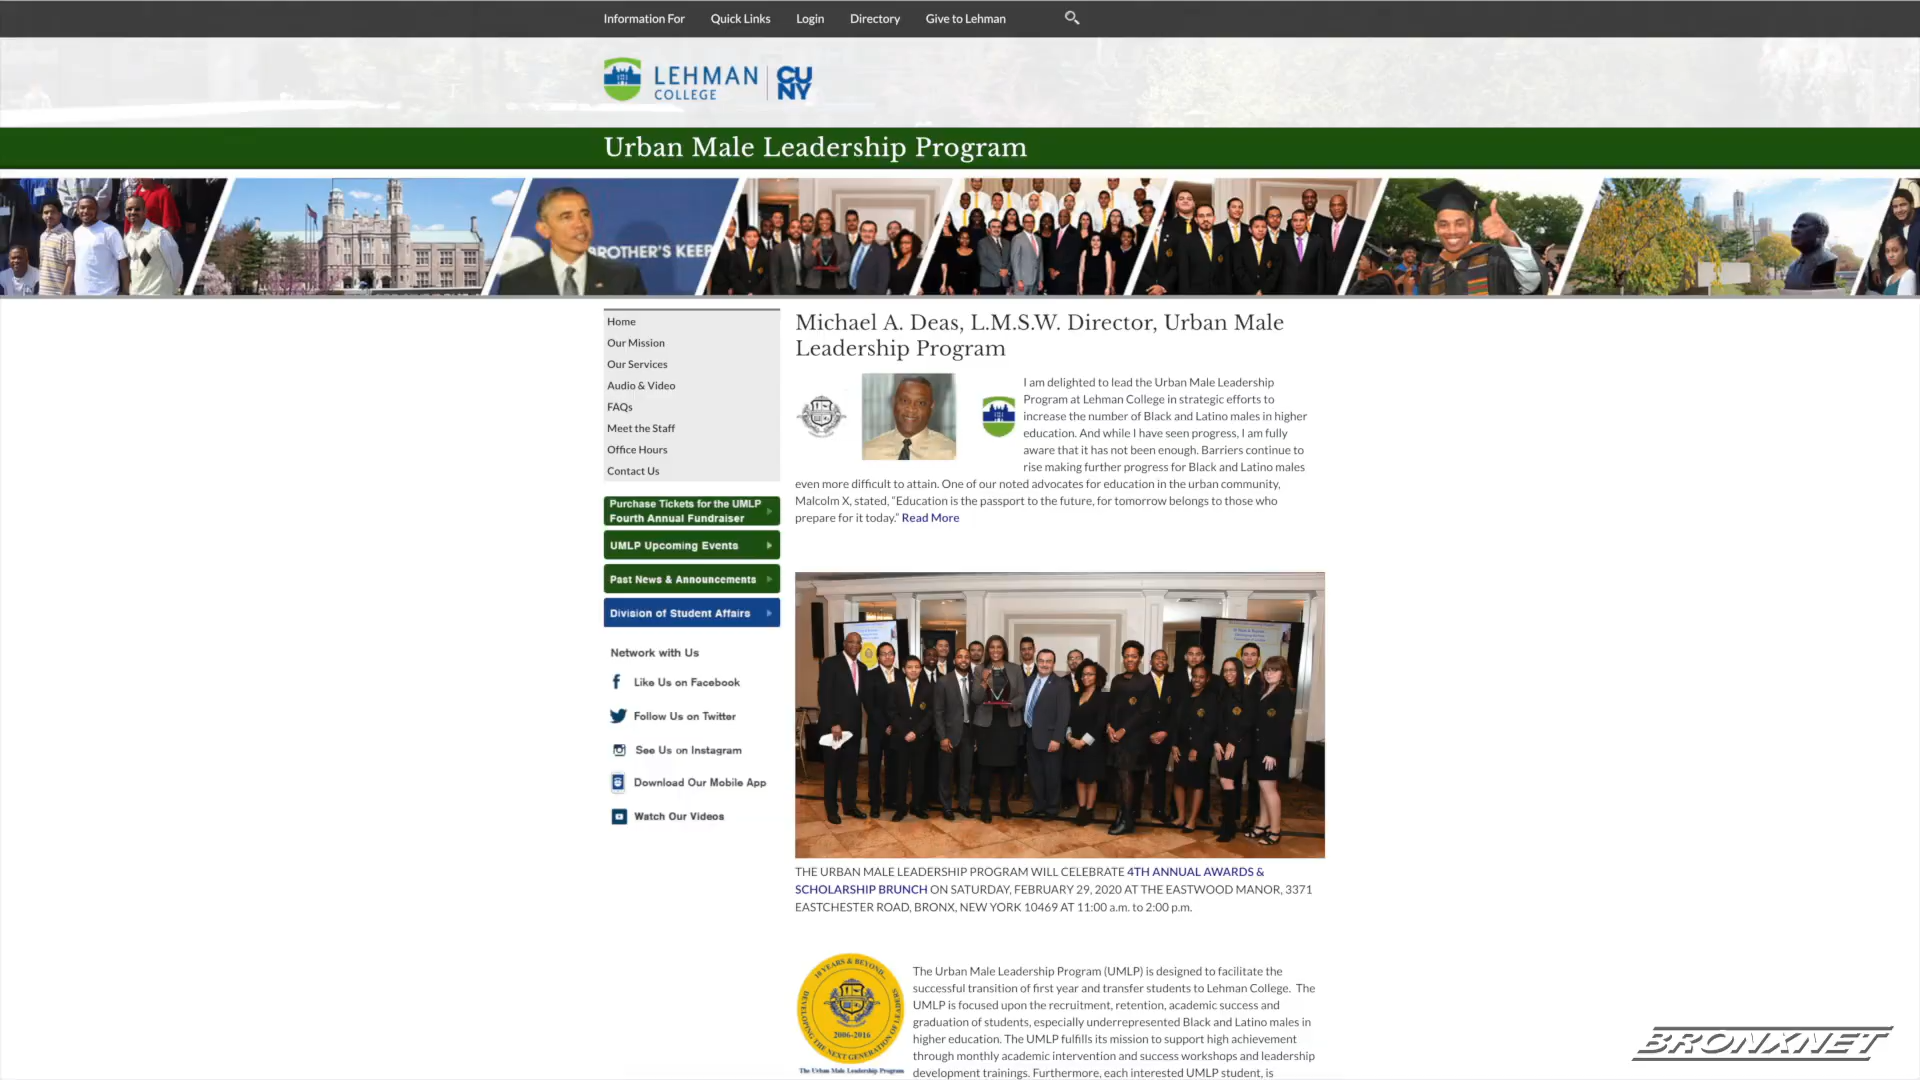 Information For Quick Links Login Directory Give to Lehman
LEHMAN COLLEGE CUNY
Urban Male Leadership Program
BROTHER'S KEEP
Home
Our Mission
Our Services
Audio & Video
FAQs
Meet the Staff
Office Hours
Contact Us
Purchase Tickets for the UMLP
Fourth Annual Fundraiser
UMLP Upcoming Events
Past News & Announcements
Division of Student Affairs
Network with Us
Like Us on Facebook
Follow Us on Twitter
See Us on Instagram
Download Our Mobile App
Watch Our Videos
Michael A. Deas, L.M.S.W. Director, Urban Male
Leadership Program
I am delighted to lead the Urban Male Leadership
Program at Lehman College in strategic efforts to
increase the number of Black and Latino males in higher
education. And while I have seen progress, I am fully
aware that it has not been enough. Barriers continue to
rise making further progress for Black and Latino males
even more difficult to attain. One of our noted advocates for education in the urban community,
Malcolm X, stated, “Education is the passport to the future, for tomorrow belongs to those who
prepare for it today.” Read More
THE URBAN MALE LEADERSHIP PROGRAM WILL CELEBRATE 4TH ANNUAL AWARDS &
SCHOLARSHIP BRUNCH ON SATURDAY, FEBRUARY 29, 2020 AT THE EASTWOOD MANOR, 3371
EASTCHESTER ROAD, BRONX, NEW YORK 10469 AT 11:00 a.m. to 2:00 p.m.
10 YEARS & BEYOND...
DEVELOPING THE NEXT GENERATION OF LEADERS
2006-2016
The Urban Male Leadership Program
The Urban Male Leadership Program (UMLP) is designed to facilitate the
successful transition of first year and transfer students to Lehman College. The
UMLP is focused upon the recruitment, retention, academic success and
graduation of students, especially underrepresented Black and Latino males in
higher education. The UMLP fulfills its mission to support high achievement
through monthly academic intervention and success workshops and leadership
development trainings. Furthermore, each interested UMLP student, is
BRONXNET